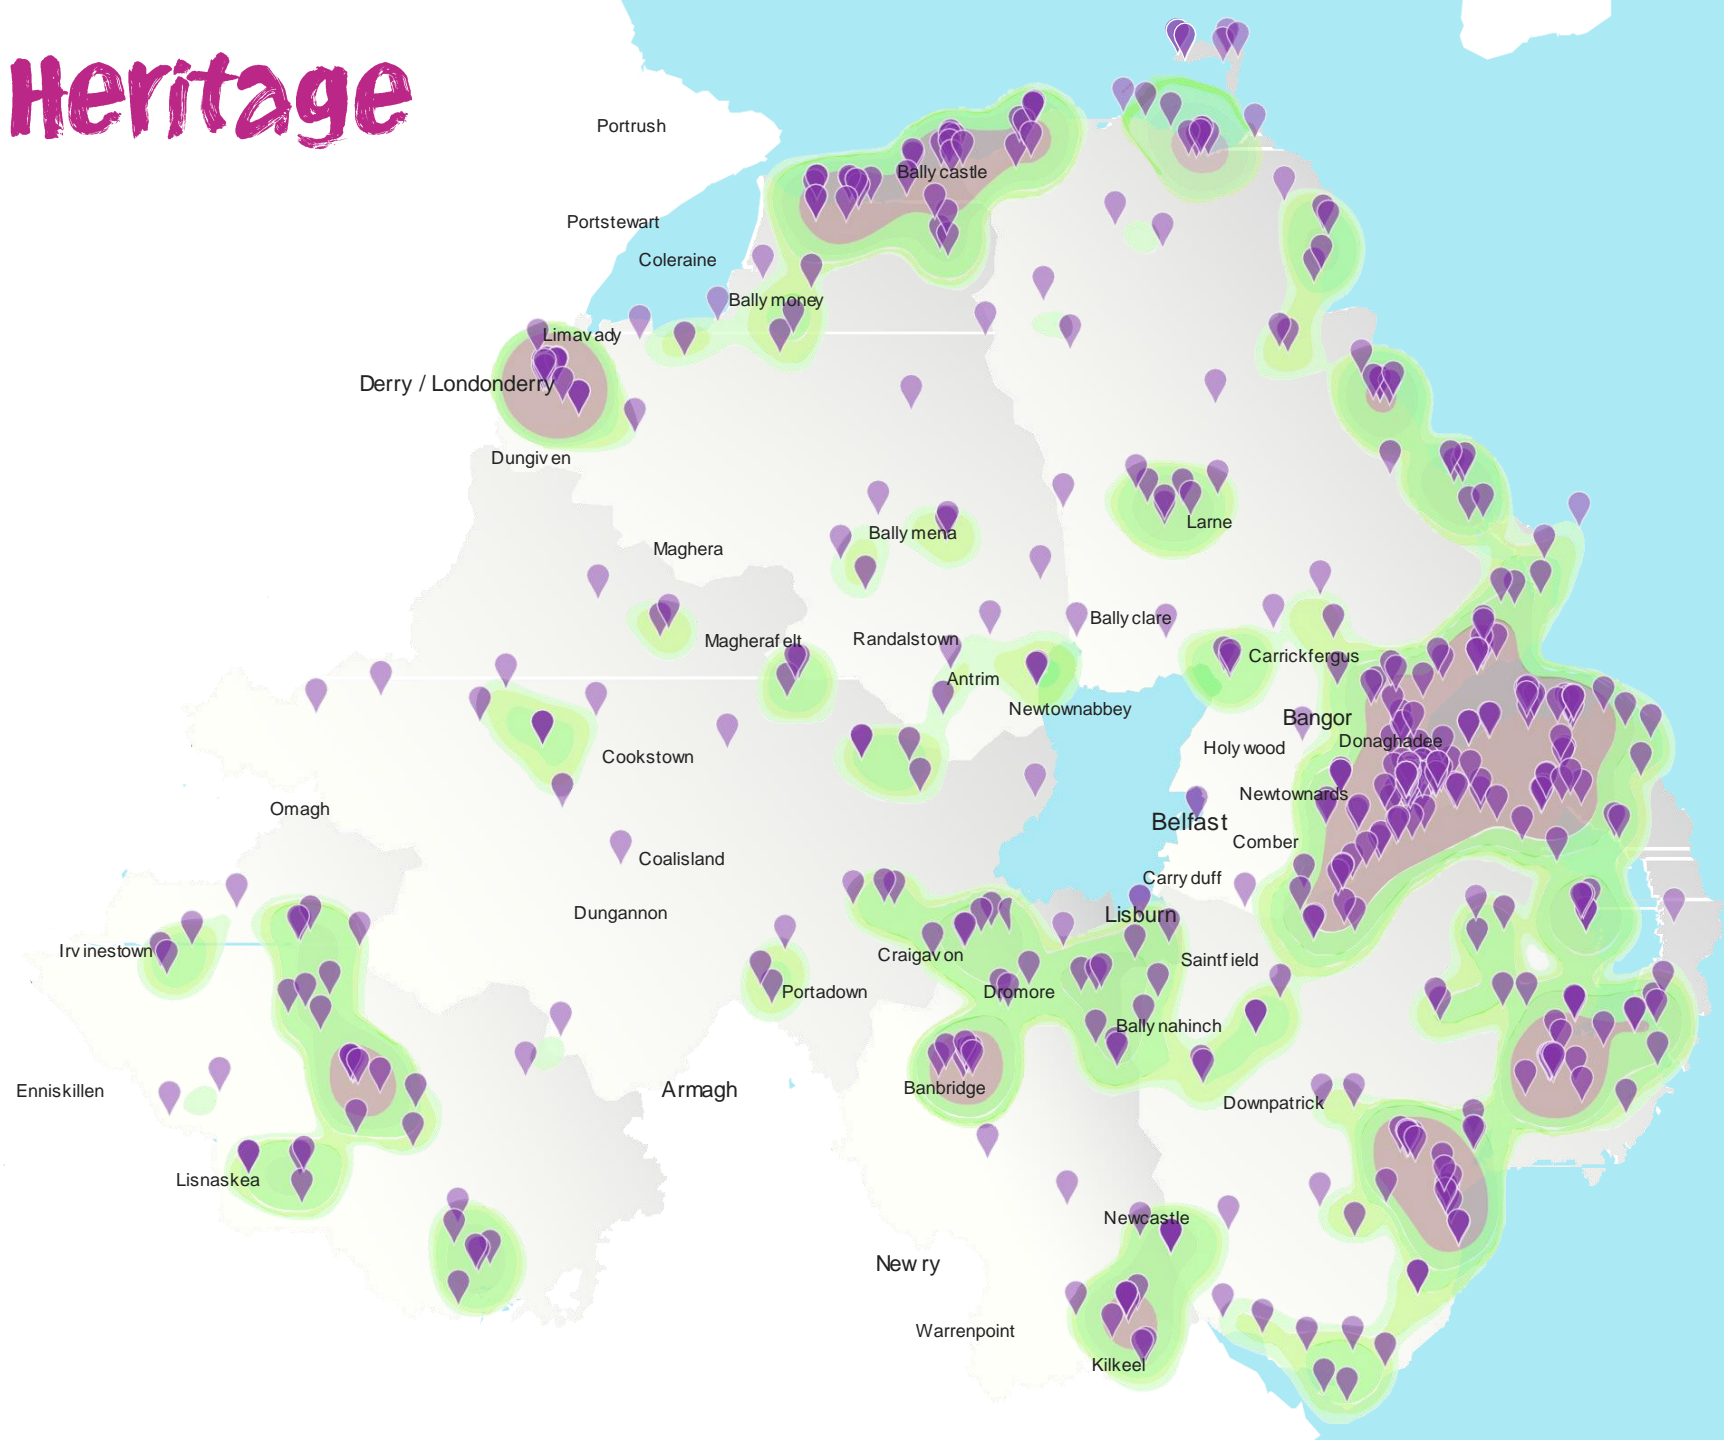 Heritage
Portrush
Ballycastle
Portstewart
Coleraine
Ballymoney
Limavady
Derry / Londonderry
Dungiven
Larne
Ballymena
Maghera
Ballyclare
Randalstown
Magherafelt
Carrickfergus
Antrim
Newtownabbey
Bangor
Donaghadee
Holywood
Cookstown
Newtownards
Omagh
Belfast
Comber
Coalisland
Carryduff
Dungannon
Lisburn
Irvinestown
Craigavon
Saintfield
Portadown
Dromore
Ballynahinch
Enniskillen
Armagh
Banbridge
Downpatrick
Lisnaskea
Newcastle
Newry
Warrenpoint
Kilkeel